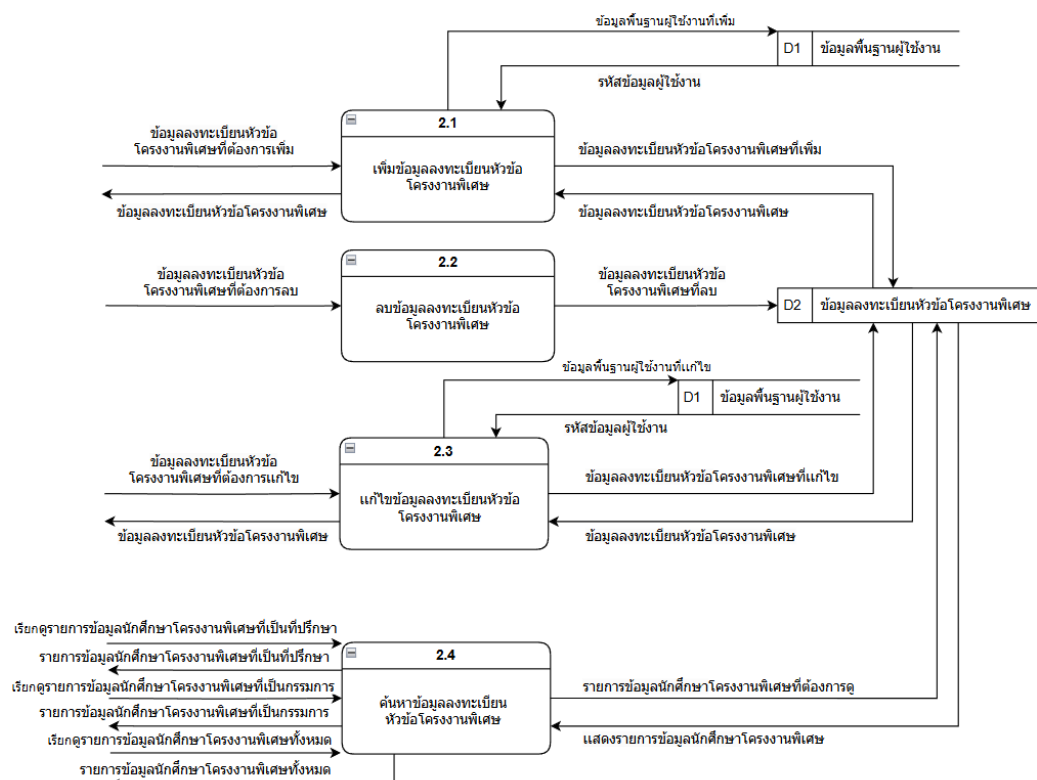 ข้อมูลพื้นฐานผู้ใช้งานที่เพิ่ม
D1 ข้อมูลพื้นฐานผู้ใช้งาน
รหัสข้อมูลผู้ใช้งาน
2.1
ข้อมูลลงทะเบียนหัวข้อ
โครงงานพิเศษที่ต้องการเพิ่ม
เพิ่มข้อมูลลงทะเบียนหัวข้อ
โครงงานพิเศษ
ข้อมูลลงทะเบียนหัวข้อโครงงานพิเศษที่เพิ่ม
ข้อมูลลงทะเบียนหัวข้อโครงงานพิเศษ
ข้อมูลลงทะเบียนหัวข้อโครงงานพิเศษ
2.2
ข้อมูลลงทะเบียนหัวข้อ
โครงงานพิเศษที่ต้องการลบ
ลบข้อมูลลงทะเบียนหัวข้อ
โครงงานพิเศษ
ข้อมูลลงทะเบียนหัวข้อ
โครงงานพิเศษที่ลบ
D2 ข้อมูลลงทะเบียนหัวข้อโครงงานพิเศษ
ข้อมูลพื้นฐานผู้ใช้งานที่แก้ไข
D1 ข้อมูลพื้นฐานผู้ใช้งาน
รหัสข้อมูลผู้ใช้งาน
2.3
ข้อมูลลงทะเบียนหัวข้อ
โครงงานพิเศษที่ต้องการแก้ไข
แก้ไขข้อมูลลงทะเบียนหัวข้อ
โครงงานพิเศษ
ข้อมูลลงทะเบียนหัวข้อโครงงานพิเศษที่แก้ไข
ข้อมูลลงทะเบียนหัวข้อโครงงานพิเศษ
ข้อมูลลงทะเบียนหัวข้อโครงงานพิเศษ
เรียกดูรายการข้อมูลนักศึกษาโครงงานพิเศษที่เป็นที่ปรึกษา
รายการข้อมูลนักศึกษาโครงงานพิเศษที่เป็นที่ปรึกษา
เรียกดูรายการข้อมูลนักศึกษาโครงงานพิเศษที่เป็นกรรมการ
รายการข้อมูลนักศึกษาโครงงานพิเศษที่เป็นกรรมการ
เรียกดูรายการข้อมูลนักศึกษาโครงงานพิเศษทั้งหมด
รายการข้อมูลนักศึกษาโครงงานพิเศษทั้งหมด
2.4
ค้นหาข้อมูลลงทะเบียน
หัวข้อโครงงานพิเศษ
รายการข้อมูลนักศึกษาโครงงานพิเศษที่ต้องการดู
แสดงรายการข้อมูลนักศึกษาโครงงานพิเศษ